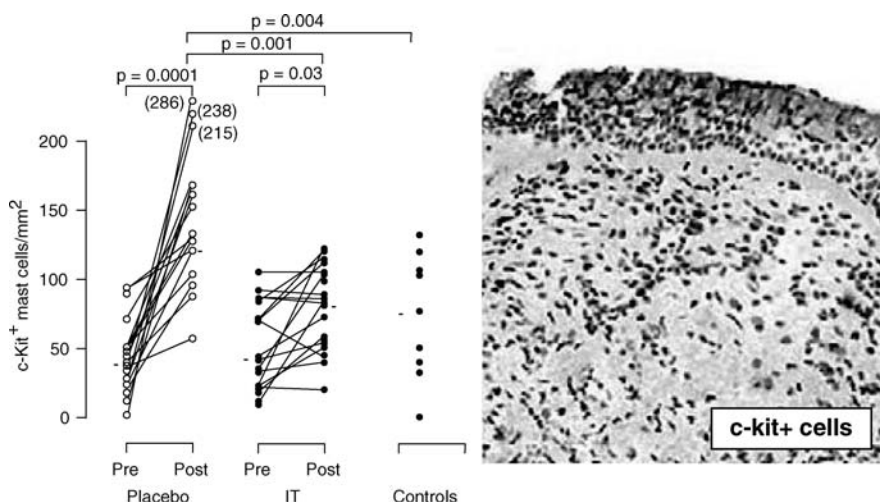 p = 0.004
p = 0.001
p = 0.0001
p = 0.03
(286)
(238)
(215)
200
150
100
50
0
c-Kit+ mast cells/mm2
Pre
Post
Pre
Post
Placebo
IT
Controls
c-kit+ cells